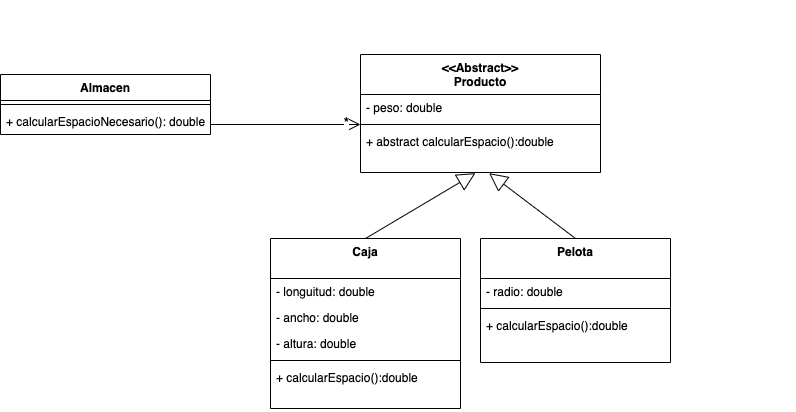 Almacen
+ calcularEspacioNecesario(): double
*
<<Abstract>>
Producto
- peso: double
+ abstract calcularEspacio():double
Caja
- longuitud: double
- ancho: double
- altura: double
+ calcularEspacio():double
Pelota
- radio: double
+ calcularEspacio():double